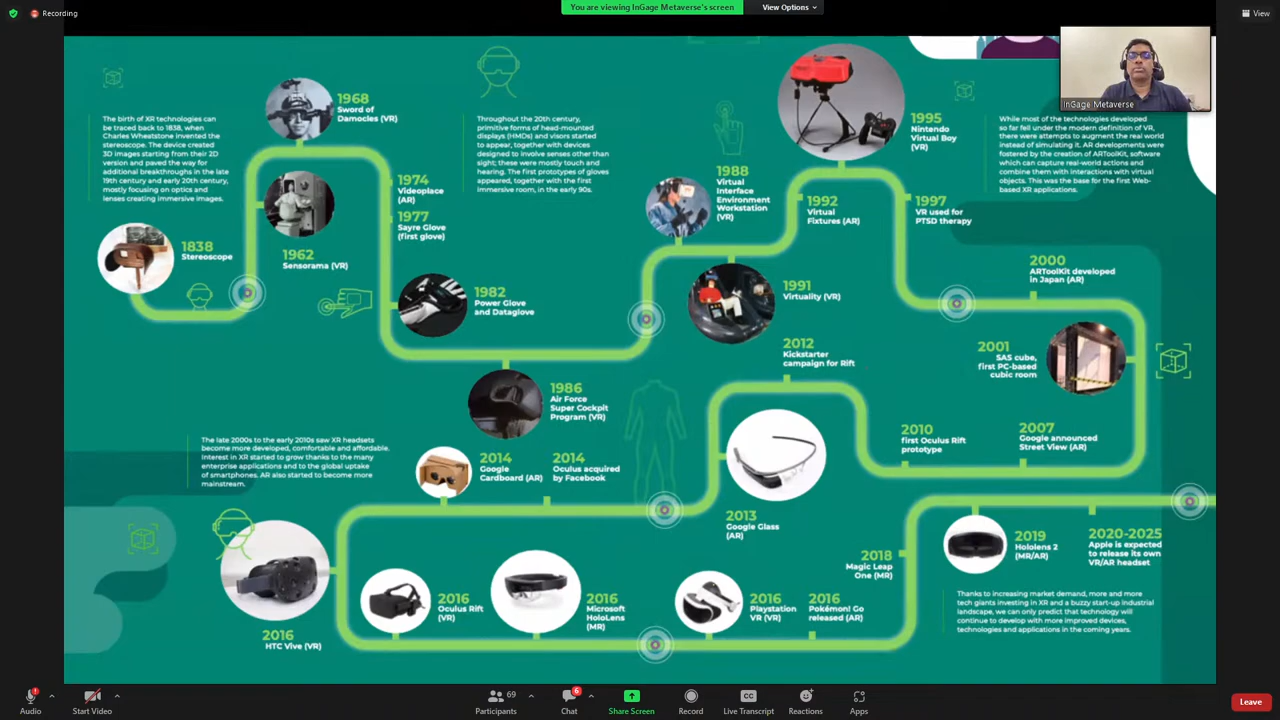 Recording
You are viewing InGage Metaverse's screen
View Options
View
InGage Metaverse
The birth of XR technologies can
be traced back to 1838, when
Charles Wheatstone invented the
stereoscope. The device created
3D images starting from their 2D
version and paved the way for
additional breakthroughs in the late
19th century and early 20th century,
mostly focusing on optics and
lenses creating immersive images.
1838
Stereoscope
1968
Sword of
Damocles (VR)
1962
Sensorama (VR)
1974
Videoplace
(AR)
1977
Sayre Glove
(first glove)
Throughout the 20th century,
primitive forms of head-mounted
displays (HMDs) and visors started
to appear, together with devices
designed to involve senses other than
sight; these were mostly touch and
hearing. The first prototypes of gloves
appeared, together with the first
immersive room, in the early 90s.
1982
Power Glove
and Dataglove
1986
Air Force
Super Cockpit
Program (VR)
1988
Virtual
Interface
Environment
Workstation
(VR)
1991
Virtuality (VR)
1992
Virtual
Fixtures (AR)
1995
Nintendo
Virtual Boy
(VR)
1997
VR used for
PTSD therapy
While most of the technologies developed
so far fell under the modern definition of VR,
there were attempts to augment the real world
instead of simulating it. AR developments were
fostered by the creation of ARToolKit, software
which can capture real-world actions and
combine them with interactions with virtual
objects. This was the base for the first Web-
based XR applications.
2000
ARToolKit developed
in Japan (AR)
2001
SAS cube,
first PC-based
cubic room
2007
Google announced
Street View (AR)
2010
first Oculus Rift
prototype
2012
Kickstarter
campaign for Rift
2013
Google Glass
(AR)
2014
Oculus acquired
by Facebook
2014
Google
Cardboard (AR)
The late 2000s to the early 2010s saw XR headsets
become more developed, comfortable and affordable.
Interest in XR started to grow thanks to the many
enterprise applications and to the global uptake
of smartphones. AR also started to become more
mainstream.
2016
HTC Vive (VR)
2016
Oculus Rift
(VR)
2016
Microsoft
HoloLens
(MR)
2016
Playstation
VR (VR)
2016
Pokémon! Go
released (AR)
2018
Magic Leap
One (MR)
2019
Hololens 2
(MR/AR)
2020-2025
Apple is expected
to release its own
VR/AR headset
Thanks to increasing market demand, more and more
tech giants investing in XR and a buzzy start-up industrial
landscape, we can only predict that technology will
continue to develop with more improved devices,
technologies and applications in the coming years.
Audio
Start Video
69
Participants
6
Chat
Share Screen
Record
CC
Live Transcript
Reactions
Apps
Leave